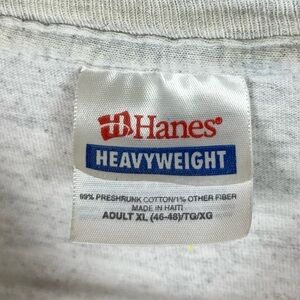 Hanes®
HEAVYWEIGHT
99% PRESHRUNK COTTON/1% OTHER FIBER
MADE IN HAITI
ADULT XL (46-48)/TG/XG